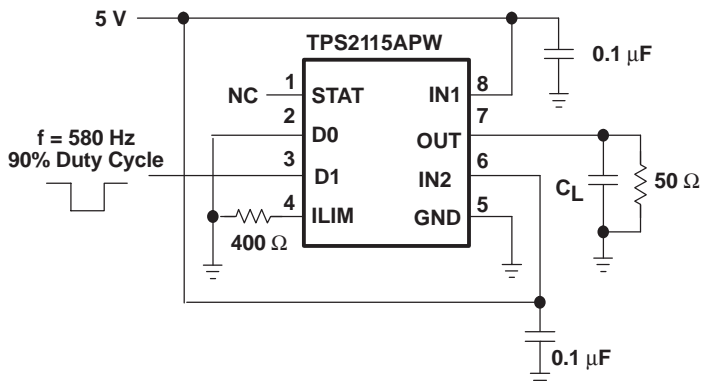 5 V
TPS2115APW
0.1 μF
NC
1
STAT
IN1
8
2
D0
OUT
7
f = 580 Hz
90% Duty Cycle
3
D1
IN2
6
CL
50 Ω
4
ILIM
GND
5
400 Ω
0.1 μF